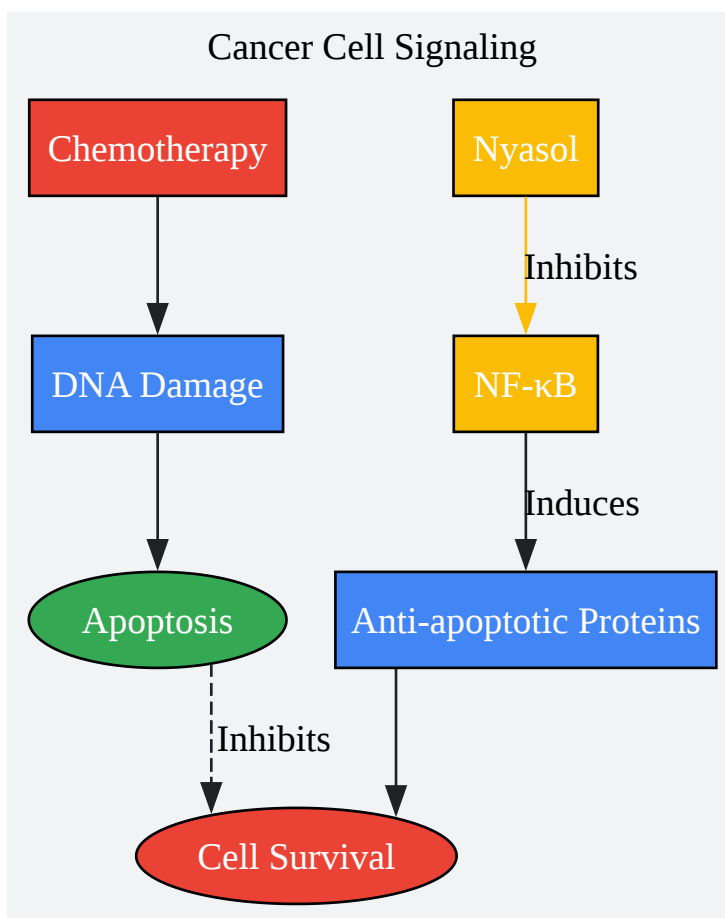 Cancer Cell Signaling
Chemotherapy
Nyasol
Inhibits
DNA Damage
NF-κB
Induces
Apoptosis
Anti-apoptotic Proteins
Inhibits
Cell Survival